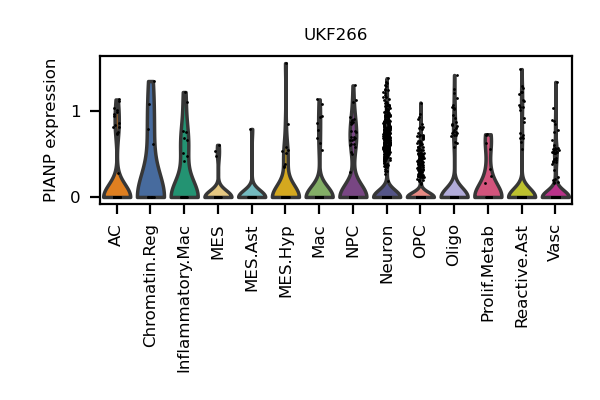 UKF266
PIANP expression
1
0
AC
Chromatin.Reg
Inflammatory.Mac
MES
MES.Ast
MES.Hyp
Mac
NPC
Neuron
OPC
Oligo
Prolif.Metab
Reactive.Ast
Vasc